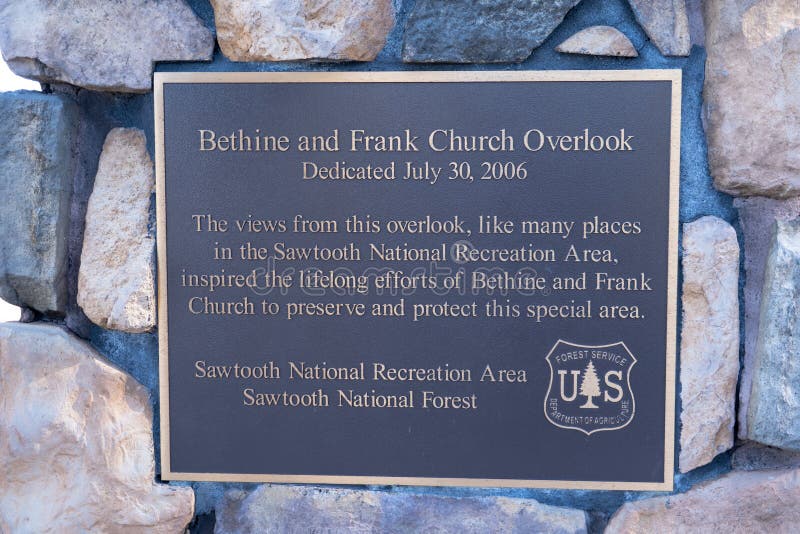 Bethine and Frank Church Overlook
Dedicated July 30, 2006
The views from this overlook, like many places
in the Sawtooth National Recreation Area,
inspired the lifelong efforts of Bethine and Frank
Church to preserve and protect this special area.
Sawtooth National Recreation Area
Sawtooth National Forest
FOREST SERVICE
U S
DEPARTMENT OF AGRICULTURE
dreamstime